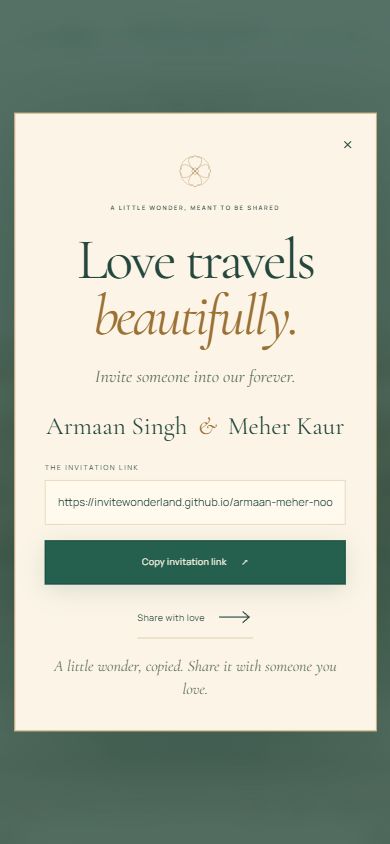 ×
A LITTLE WONDER, MEANT TO BE SHARED
Love travels
beautifully.
Invite someone into our forever.
Armaan Singh & Meher Kaur
THE INVITATION LINK
https://invitewonderland.github.io/armaan-meher-noo
Copy invitation link ↗
Share with love
A little wonder, copied. Share it with someone you
love.